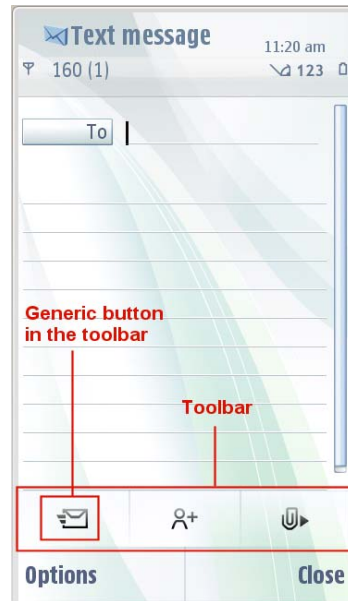 Text message
11:20 am
160 (1)
123
To
Generic button
in the toolbar
Toolbar
Options
Close